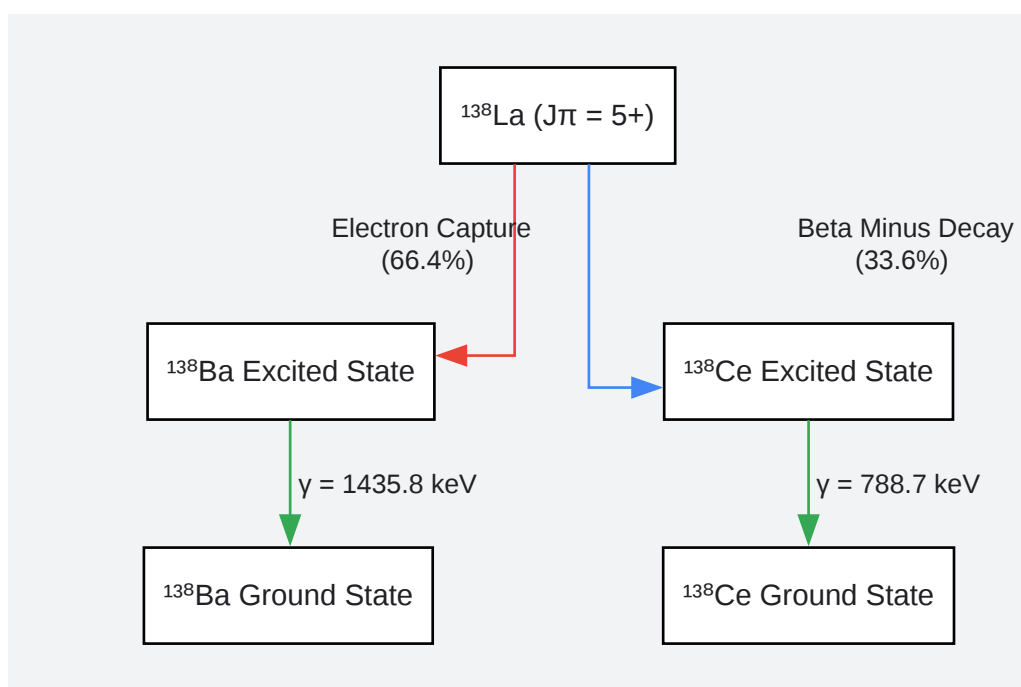 ¹³⁸La (Jπ = 5+)
Electron Capture
(66.4%)
Beta Minus Decay
(33.6%)
¹³⁸Ba Excited State
¹³⁸Ce Excited State
γ = 1435.8 keV
γ = 788.7 keV
¹³⁸Ba Ground State
¹³⁸Ce Ground State